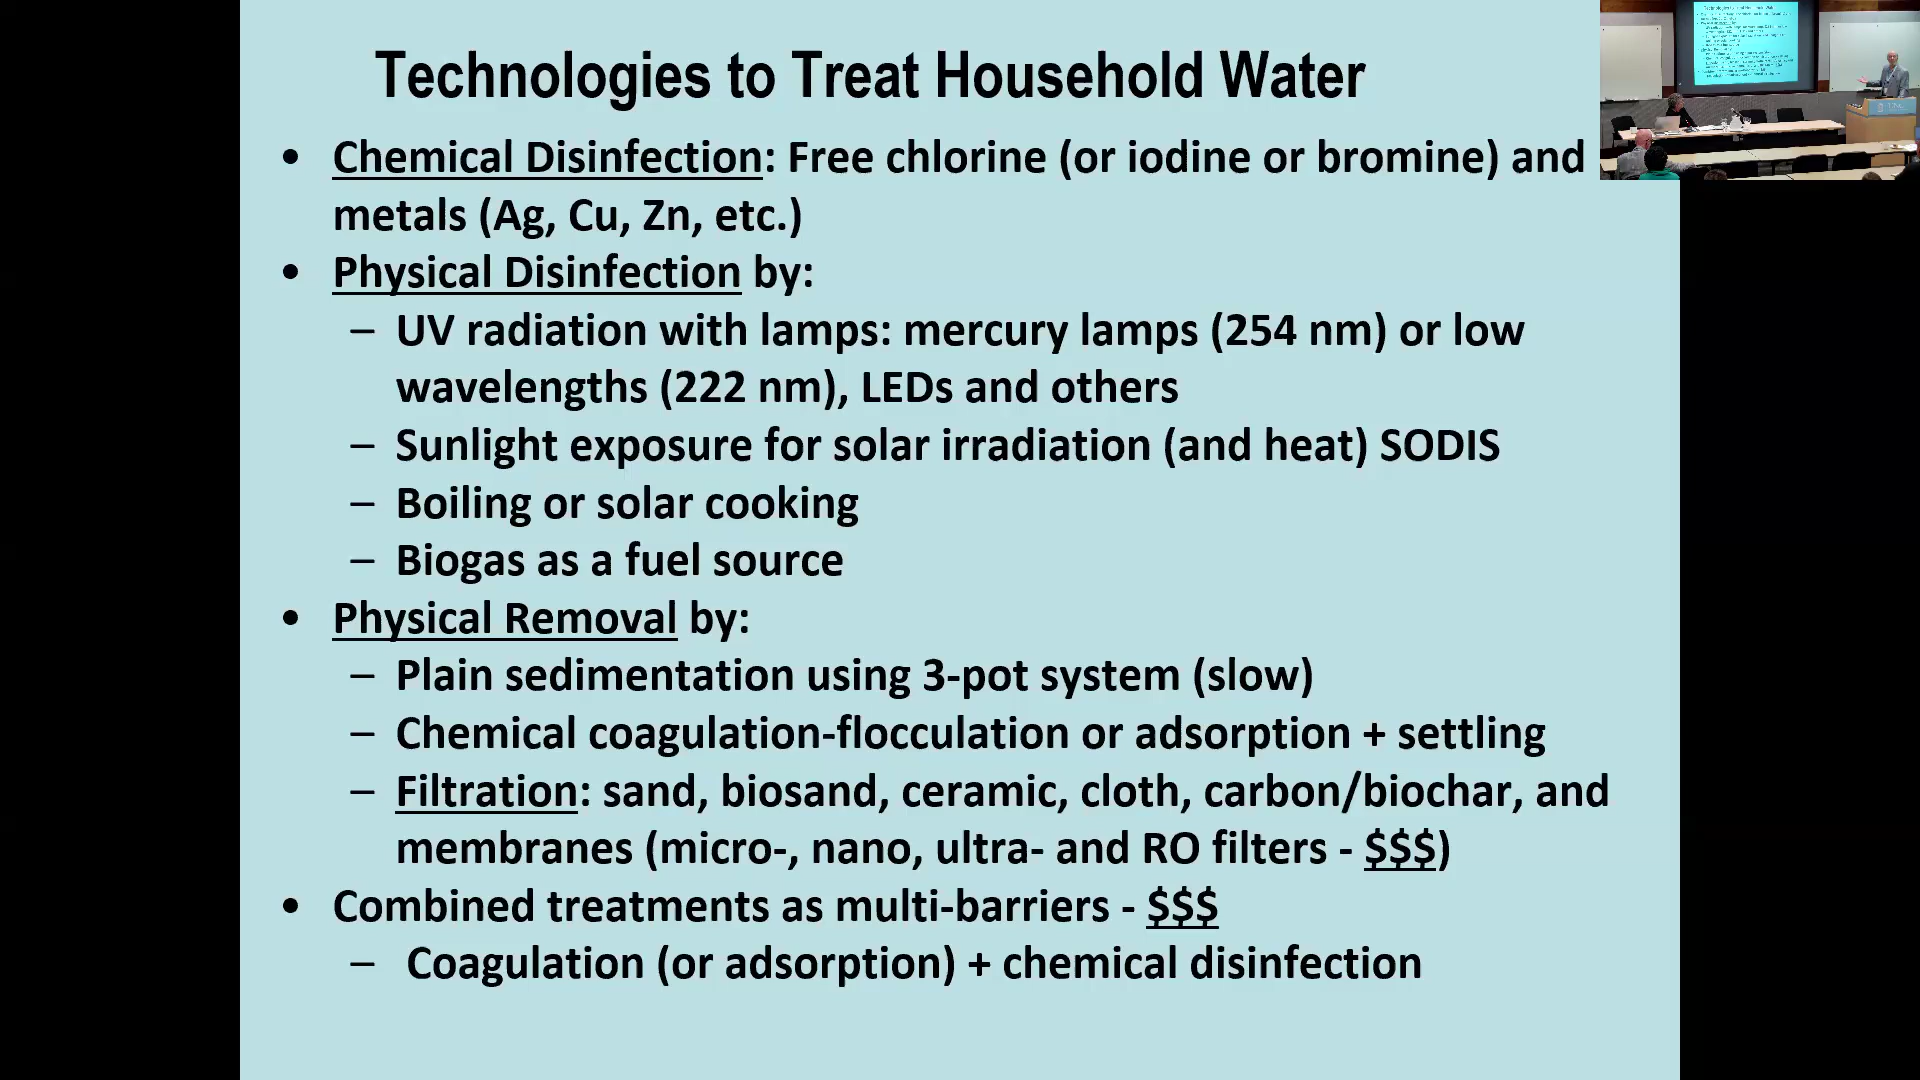 Technologies to Treat Household Water
• Chemical Disinfection: Free chlorine (or iodine or bromine) and
metals (Ag, Cu, Zn, etc.)
• Physical Disinfection by:
– UV radiation with lamps: mercury lamps (254 nm) or low
wavelengths (222 nm), LEDs and others
– Sunlight exposure for solar irradiation (and heat) SODIS
– Boiling or solar cooking
– Biogas as a fuel source
• Physical Removal by:
– Plain sedimentation using 3-pot system (slow)
– Chemical coagulation-flocculation or adsorption + settling
– Filtration: sand, biosand, ceramic, cloth, carbon/biochar, and
membranes (micro-, nano, ultra- and RO filters - $$$)
• Combined treatments as multi-barriers - $$$
– Coagulation (or adsorption) + chemical disinfection
Technologies to Treat Household Water